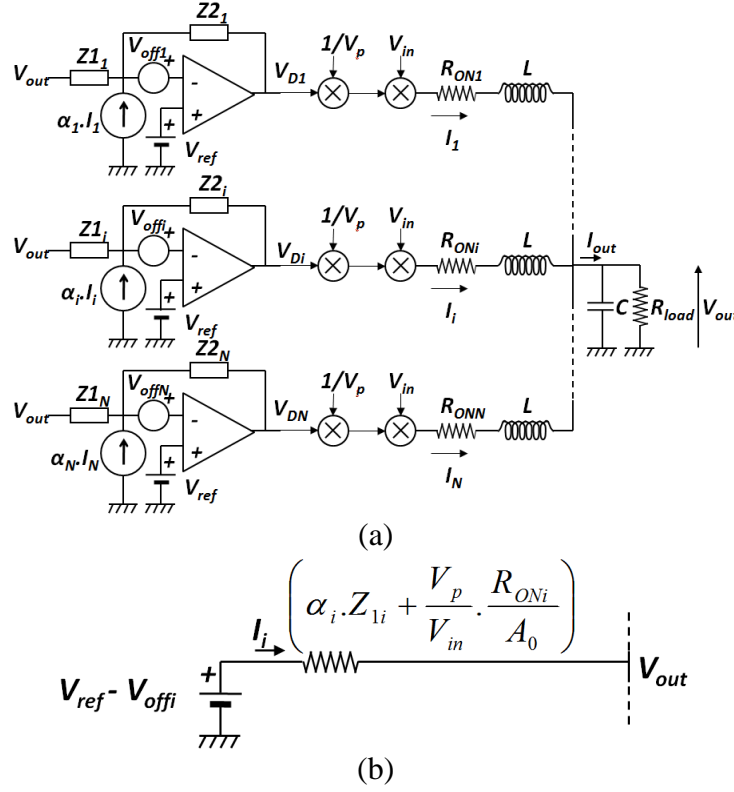 Z2₁
Z1₁ V_off1 + 1/V_p V_in
V_out - V_D1 R_ON1 L
α₁.I₁ + + V_ref I₁
Z2_i
Z1_i V_offi + 1/V_p V_in
V_out - V_Di R_ONi L I_out
α_i.I_i + + V_ref I_i C R_load V_out
Z2_N
Z1_N V_offN + 1/V_p V_in
V_out - V_DN R_ONN L
α_N.I_N + + V_ref I_N
(a)
(α_i.Z_1i + V_p/V_in . R_ONi/A_0)
I_i
+ V_out
V_ref - V_offi
(b)